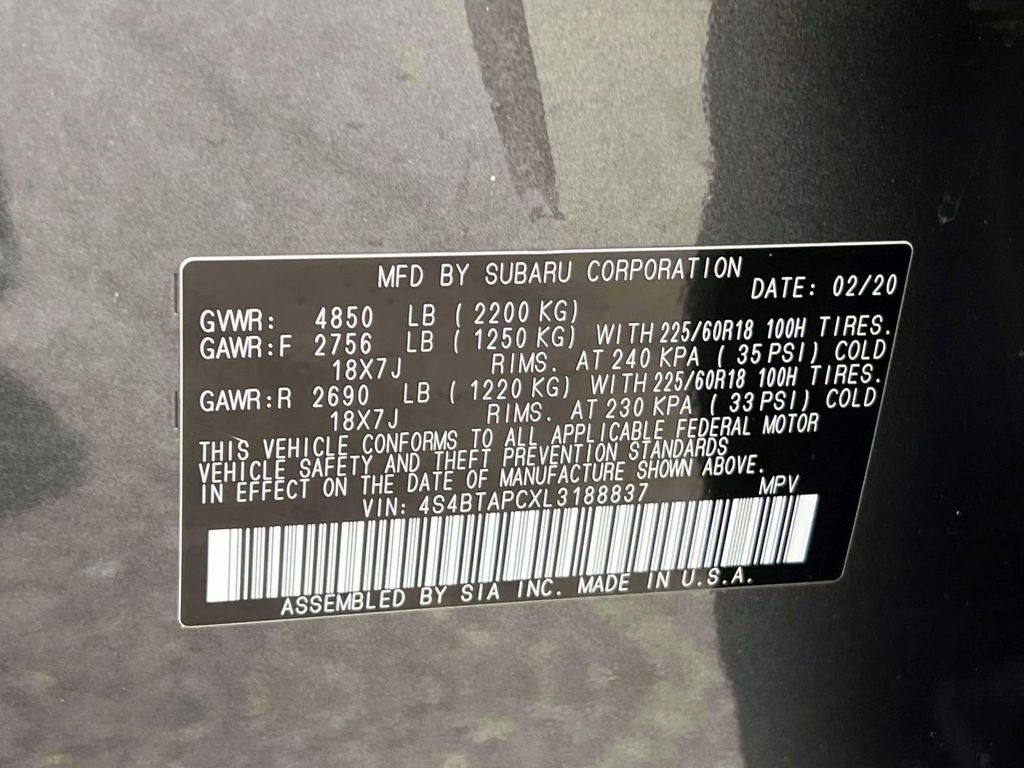 MFD BY SUBARU CORPORATION
DATE: 02/20
GVWR: 4850 LB ( 2200 KG)
GAWR:F 2756 LB ( 1250 KG) WITH 225/60R18 100H TIRES.
18X7J RIMS. AT 240 KPA ( 35 PSI) COLD
GAWR:R 2690 LB ( 1220 KG) WITH 225/60R18 100H TIRES.
18X7J RIMS. AT 230 KPA ( 33 PSI) COLD
THIS VEHICLE CONFORMS TO ALL APPLICABLE FEDERAL MOTOR
VEHICLE SAFETY AND THEFT PREVENTION STANDARDS
IN EFFECT ON THE DATE OF MANUFACTURE SHOWN ABOVE.
VIN: 4S4BTAPCXL3188837 MPV
ASSEMBLED BY SIA INC. MADE IN U.S.A.